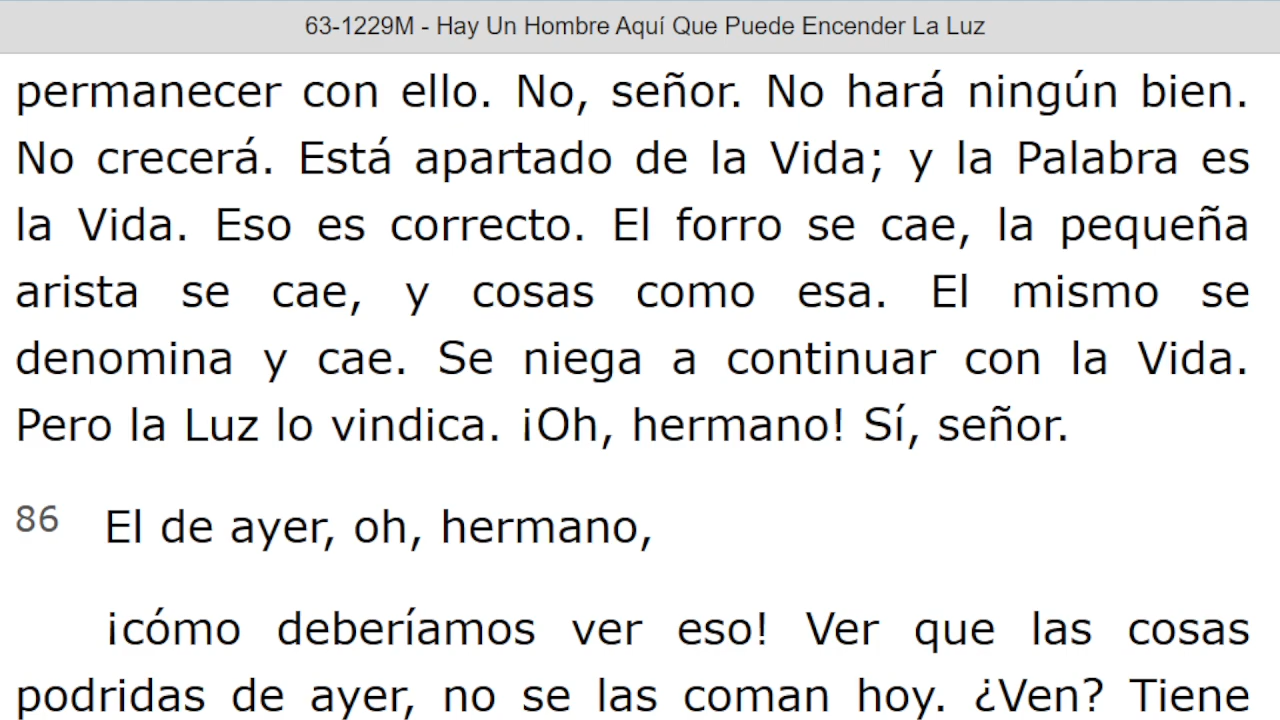 63-1229M - Hay Un Hombre Aquí Que Puede Encender La Luz
permanecer con ello. No, señor. No hará ningún bien.
No crecerá. Está apartado de la Vida; y la Palabra es
la Vida. Eso es correcto. El forro se cae, la pequeña
arista se cae, y cosas como esa. El mismo se
denomina y cae. Se niega a continuar con la Vida.
Pero la Luz lo vindica. ¡Oh, hermano! Sí, señor.
86 El de ayer, oh, hermano,
¡cómo deberíamos ver eso! Ver que las cosas
podridas de ayer, no se las coman hoy. ¿Ven? Tiene